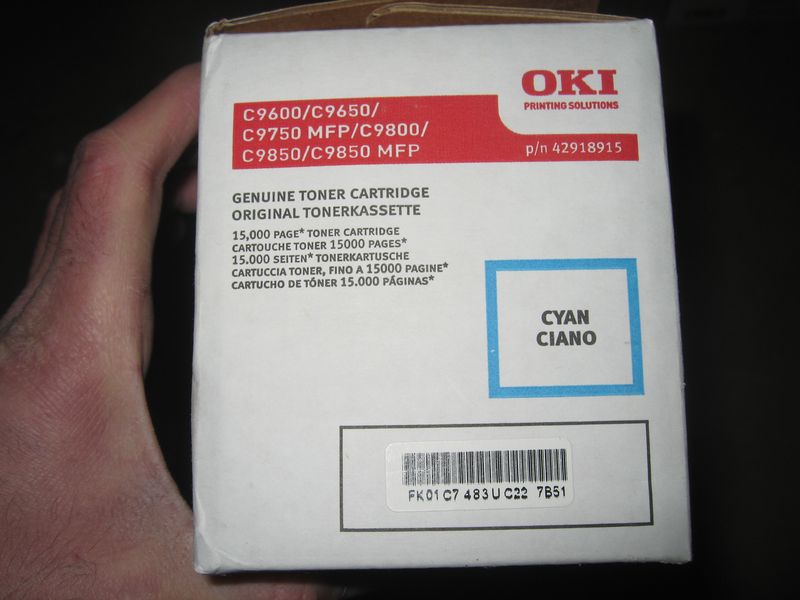 OKI
PRINTING SOLUTIONS
C9600/C9650/
C9750 MFP/C9800/
C9850/C9850 MFP
p/n 42918915
GENUINE TONER CARTRIDGE
ORIGINAL TONERKASSETTE
15,000 PAGE* TONER CARTRIDGE
CARTOUCHE TONER 15000 PAGES*
15.000 SEITEN* TONERKARTUSCHE
CARTUCCIA TONER, FINO A 15000 PAGINE*
CARTUCHO DE TÓNER 15.000 PÁGINAS*
CYAN
CIANO
FK01 C7 483U C22 7B51